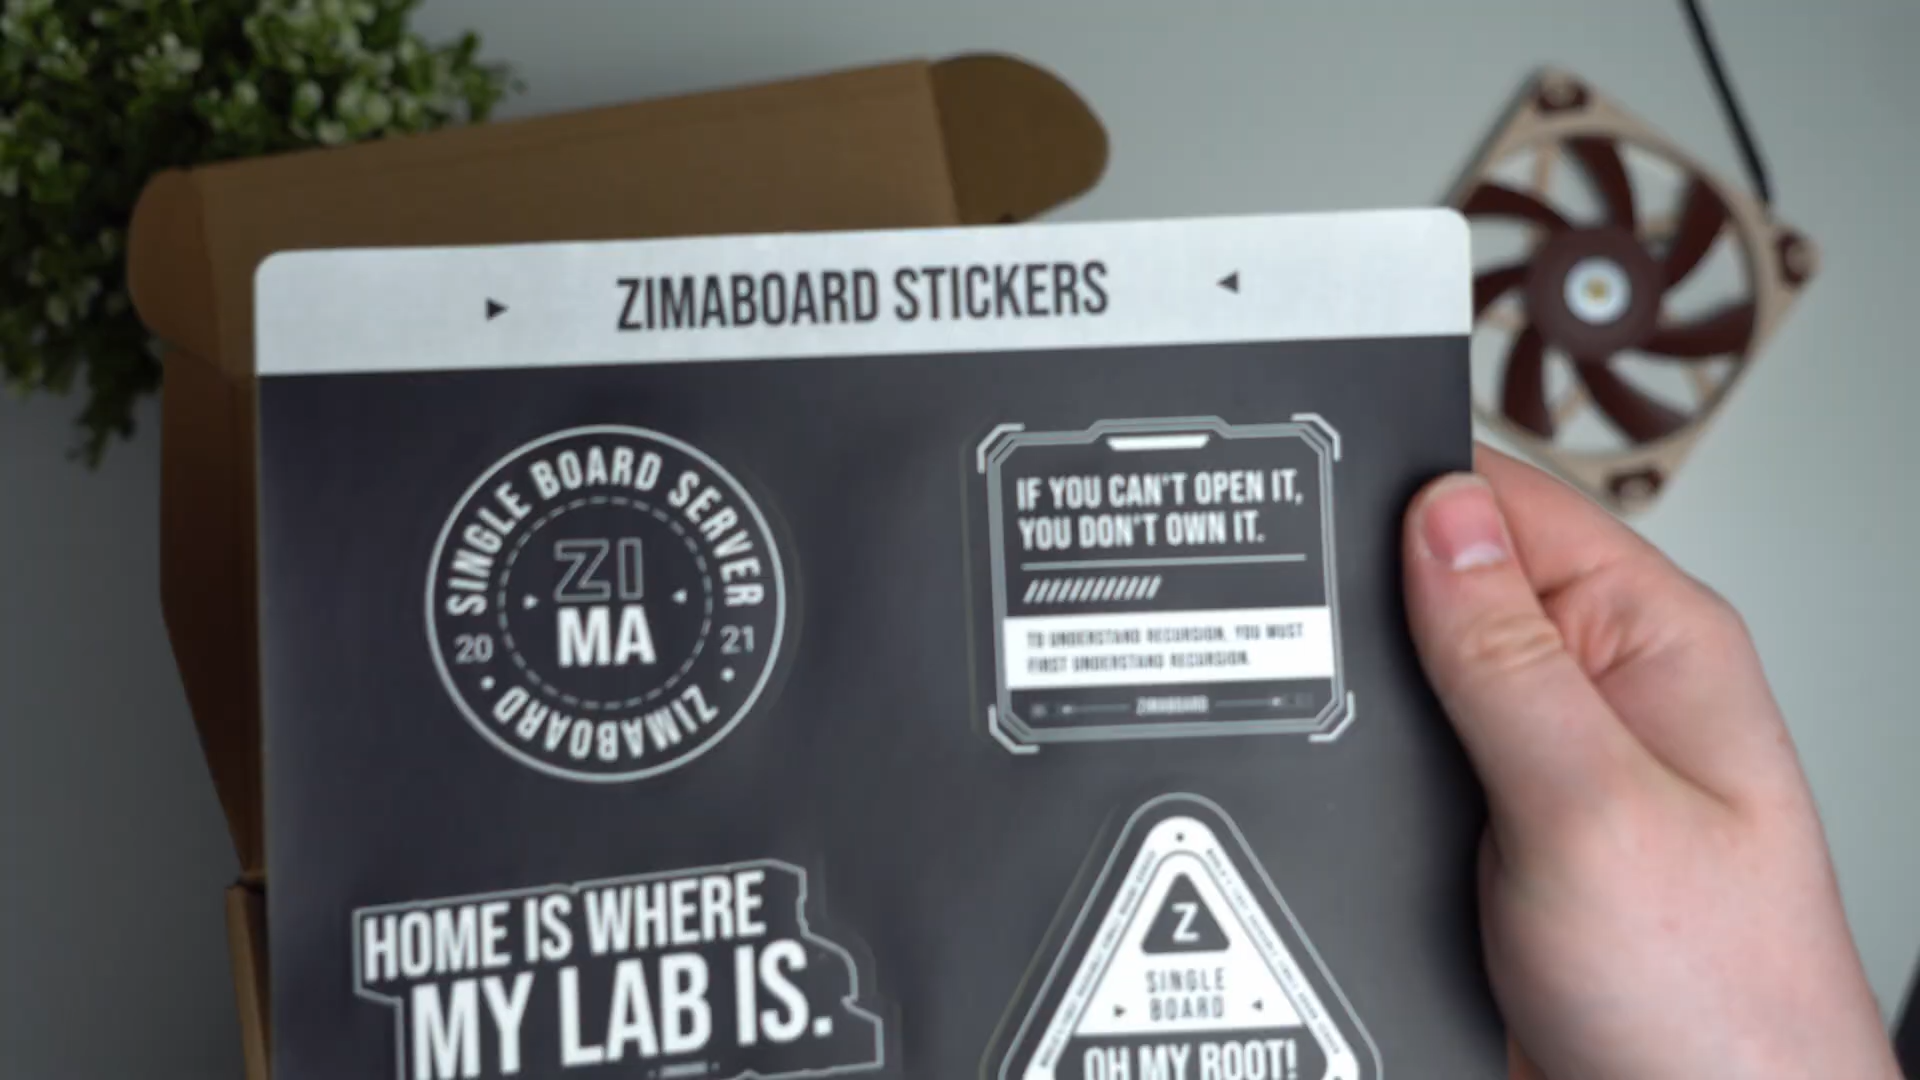 ZIMABOARD STICKERS
SINGLE BOARD SERVER
ZI
MA
20
21
ZIMABOARD
IF YOU CAN'T OPEN IT,
YOU DON'T OWN IT.
TO UNDERSTAND RECURSION, YOU MUST
FIRST UNDERSTAND RECURSION.
ZIMABOARD
HOME IS WHERE
MY LAB IS.
Z
SINGLE
BOARD
OH MY ROOT!